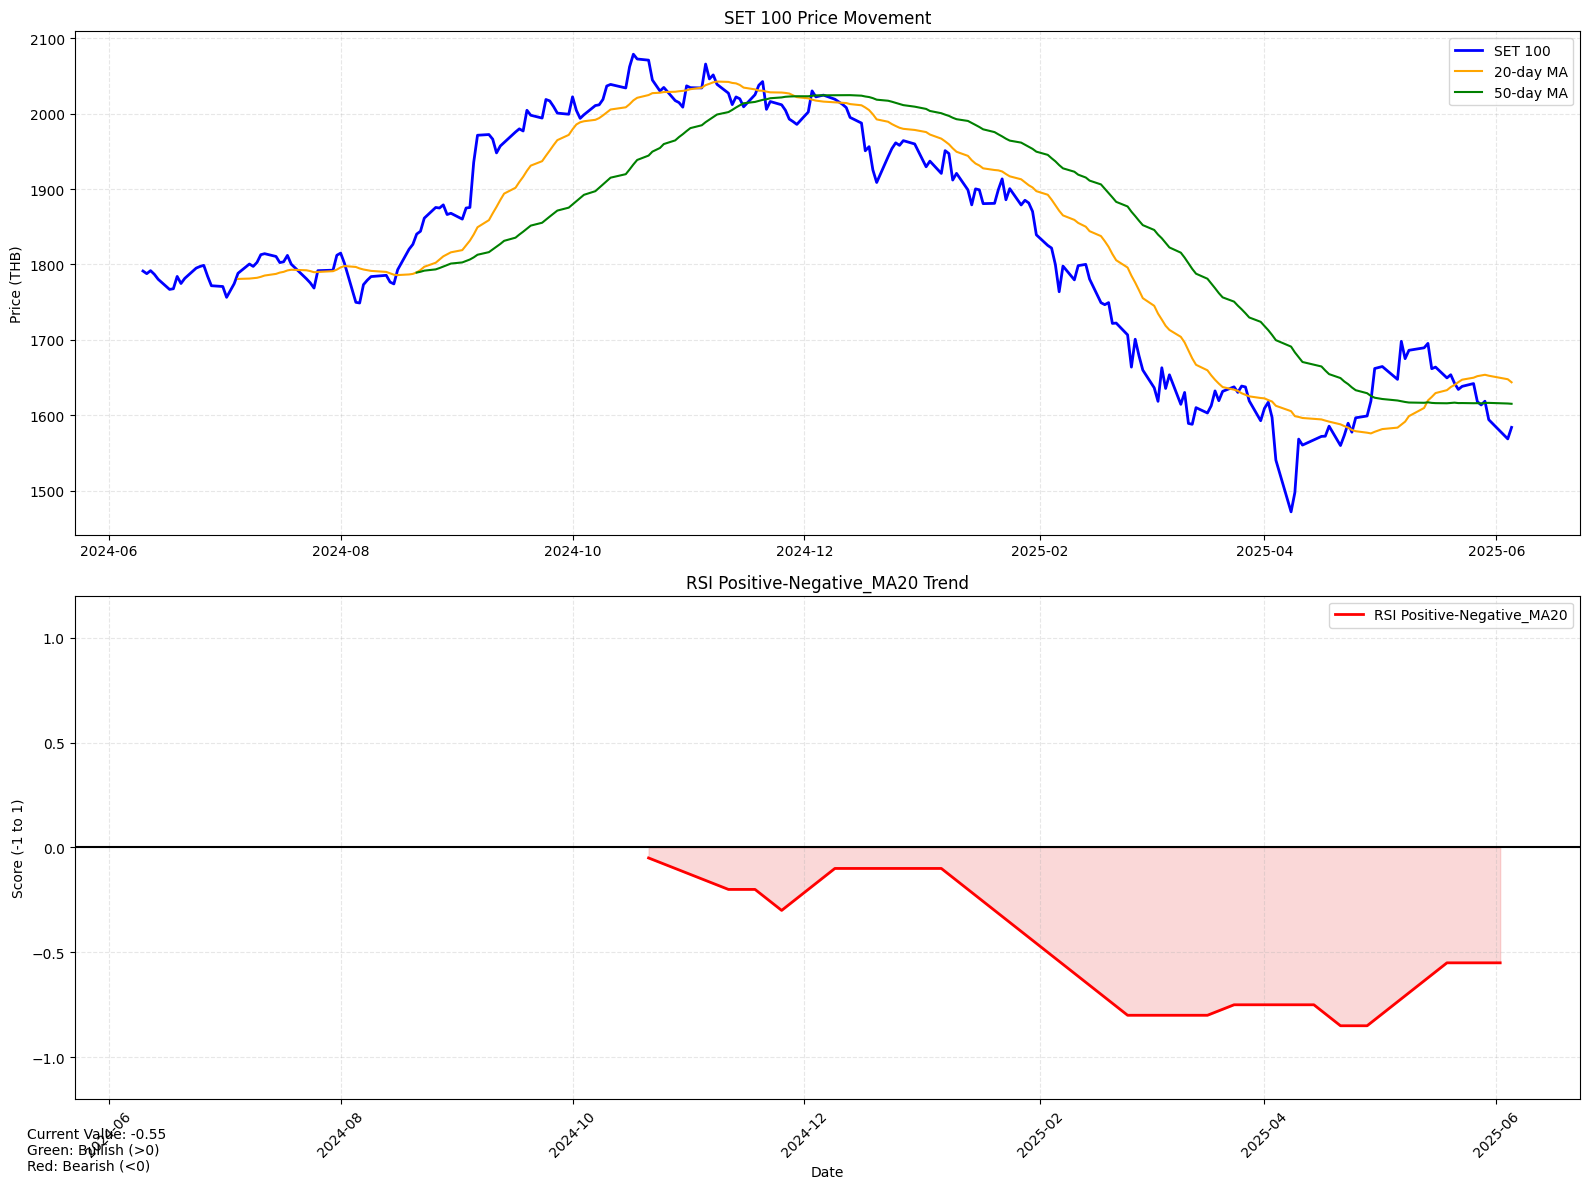 SET 100 Price Movement
2100
2000
1900
1800
1700
1600
1500
Price (THB)
SET 100
20-day MA
50-day MA
2024-06
2024-08
2024-10
2024-12
2025-02
2025-04
2025-06
RSI Positive-Negative_MA20 Trend
1.0
0.5
0.0
−0.5
−1.0
Score (-1 to 1)
RSI Positive-Negative_MA20
2024-06
2024-08
2024-10
2024-12
2025-02
2025-04
2025-06
Date
Current Value: -0.55
Green: Bullish (>0)
Red: Bearish (<0)